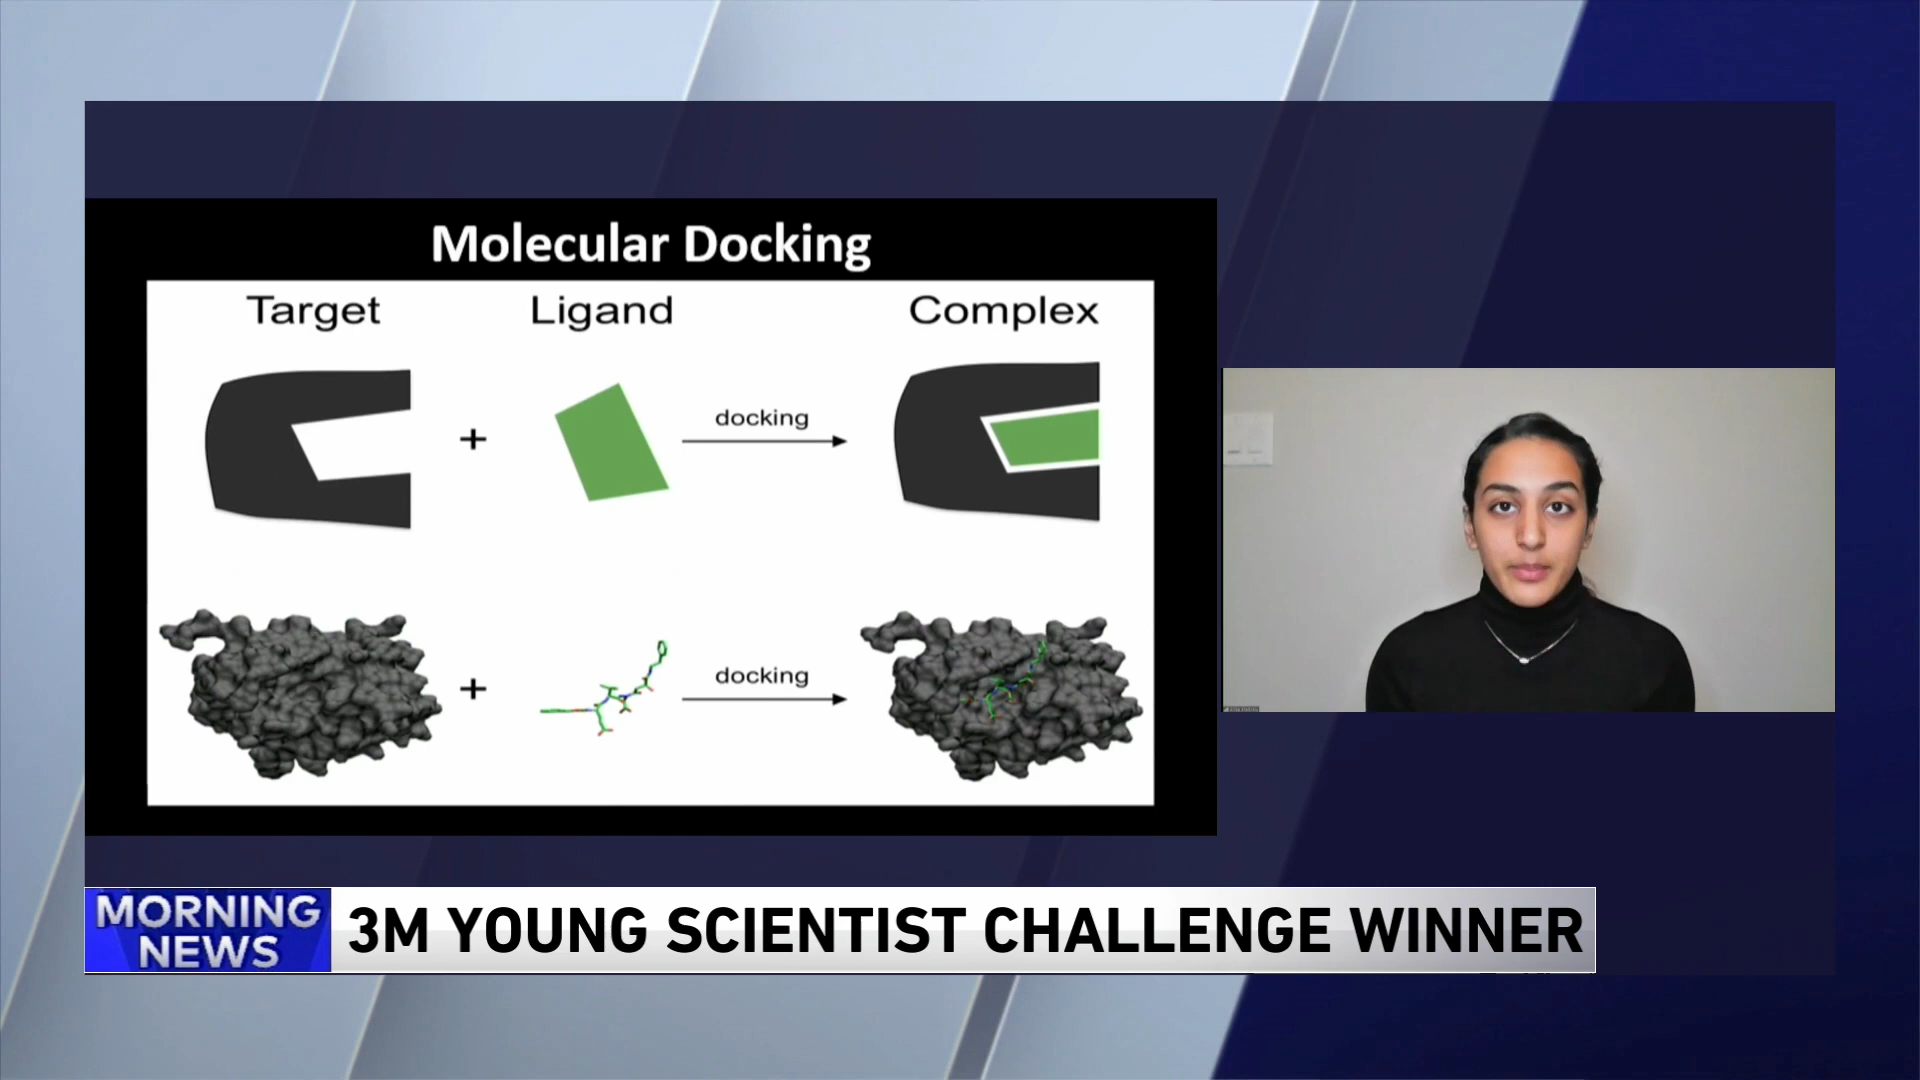 Molecular Docking
Target
Ligand
Complex
+
docking
+
docking
MORNING
NEWS
3M YOUNG SCIENTIST CHALLENGE WINNER